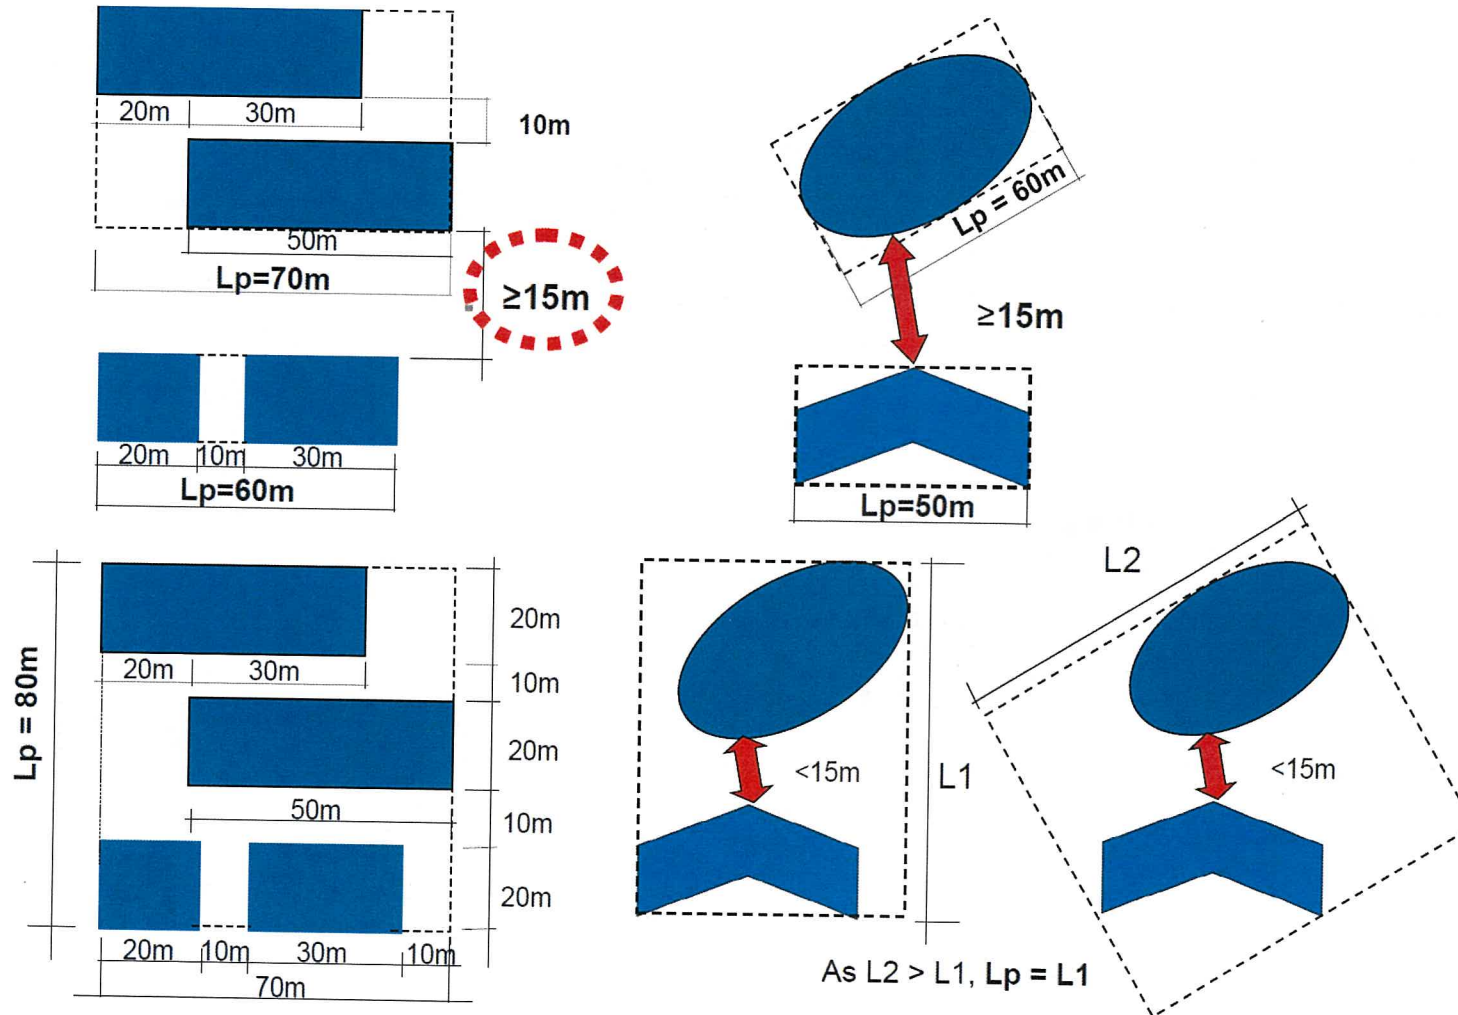 20m 30m
10m
50m
Lp=70m
≥15m
20m 10m 30m
Lp=60m
Lp = 60m
≥15m
Lp=50m
Lp = 80m
20m 30m
50m
20m
10m
20m
10m
20m
20m 10m 30m 10m
70m
<15m
L1
L2
<15m
As L2 > L1, Lp = L1